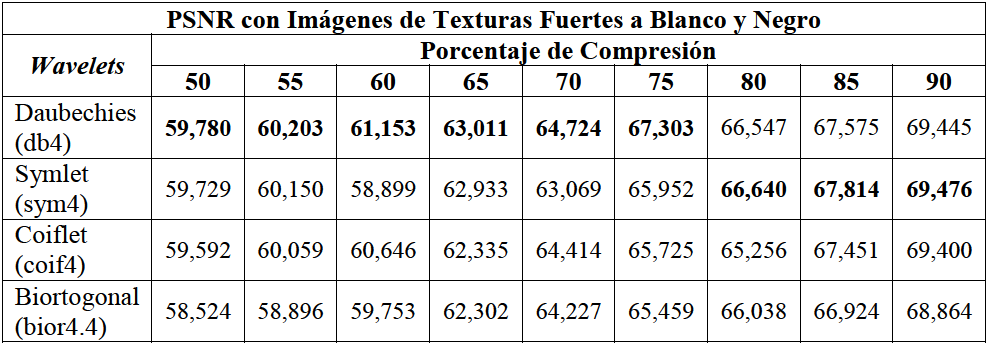 PSNR con Imágenes de Texturas Fuertes a Blanco y Negro
Wavelets
Porcentaje de Compresión
50 55 60 65 70 75 80 85 90
Daubechies
(db4)
59,780 60,203 61,153 63,011 64,724 67,303 66,547 67,575 69,445
Symlet
(sym4)
59,729 60,150 58,899 62,933 63,069 65,952 66,640 67,814 69,476
Coiflet
(coif4)
59,592 60,059 60,646 62,335 64,414 65,725 65,256 67,451 69,400
Biortogonal
(bior4.4)
58,524 58,896 59,753 62,302 64,227 65,459 66,038 66,924 68,864